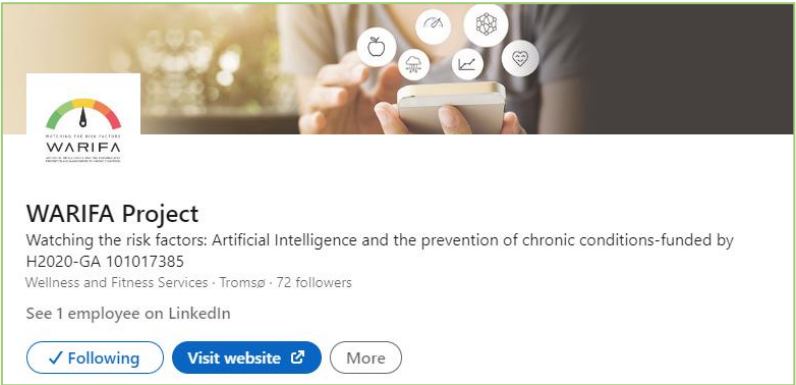 WATCHING THE RISK FACTORS
WARIFA
WARIFA Project
Watching the risk factors: Artificial Intelligence and the prevention of chronic conditions-funded by
H2020-GA 101017385
Wellness and Fitness Services · Tromsø · 72 followers
See 1 employee on LinkedIn
✓ Following
Visit website
More